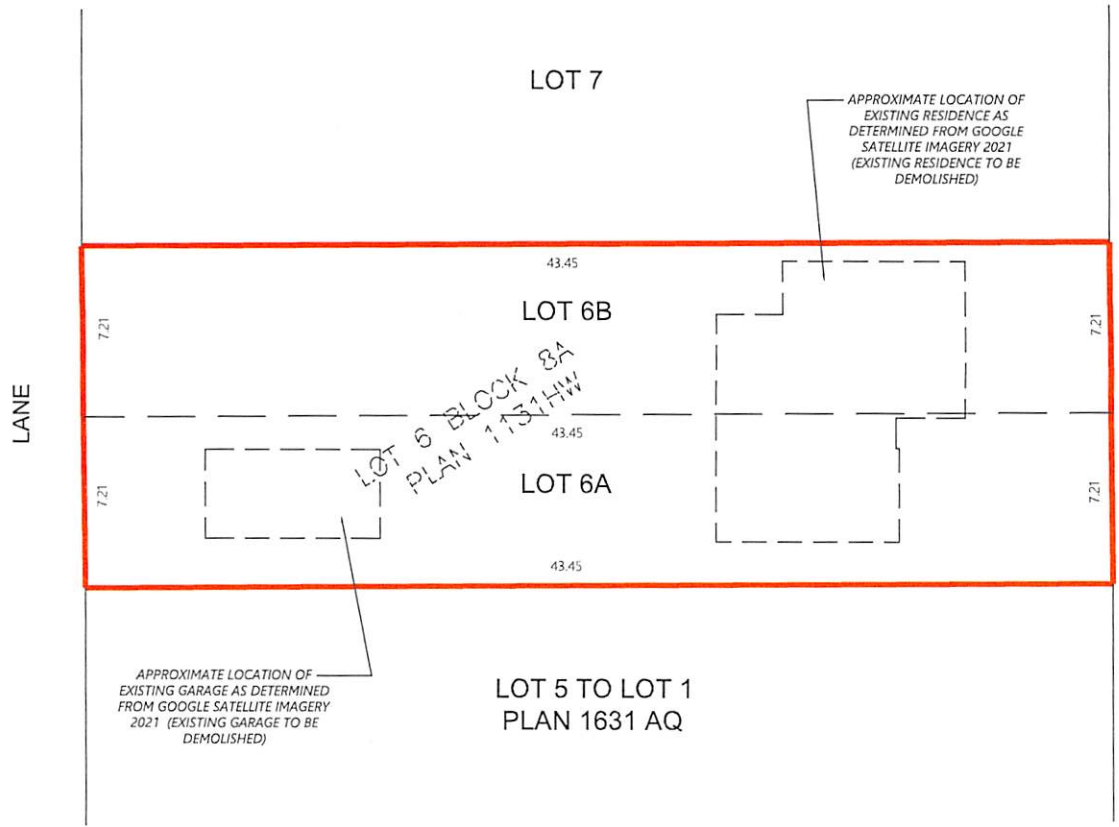 LOT 7
APPROXIMATE LOCATION OF
EXISTING RESIDENCE AS
DETERMINED FROM GOOGLE
SATELLITE IMAGERY 2021
(EXISTING RESIDENCE TO BE
DEMOLISHED)
43.45
LOT 6B
7.21
7.21
LANE
LOT 6 BLOCK 8A
PLAN 1131HW
43.45
LOT 6A
7.21
7.21
43.45
APPROXIMATE LOCATION OF
EXISTING GARAGE AS DETERMINED
FROM GOOGLE SATELLITE IMAGERY
2021 (EXISTING GARAGE TO BE
DEMOLISHED)
LOT 5 TO LOT 1
PLAN 1631 AQ